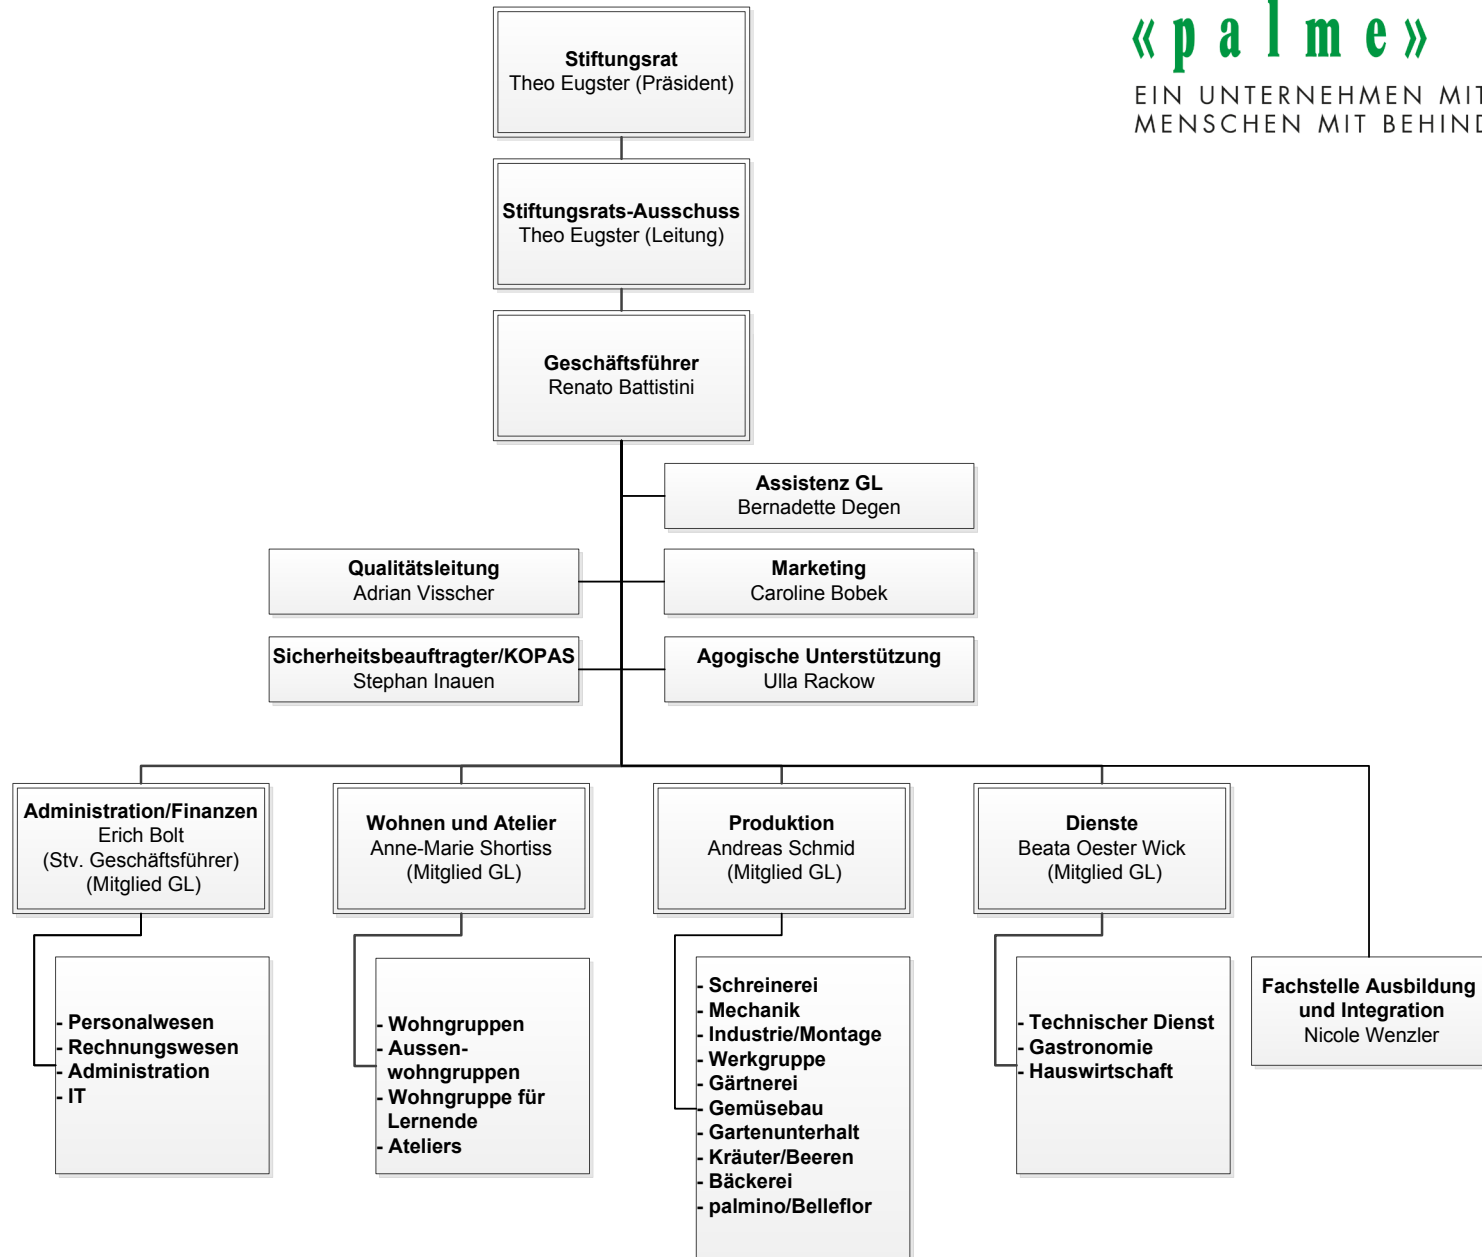 «palme»
EIN UNTERNEHMEN MIT
MENSCHEN MIT BEHIND
Stiftungsrat
Theo Eugster (Präsident)
Stiftungsrats-Ausschuss
Theo Eugster (Leitung)
Geschäftsführer
Renato Battistini
Assistenz GL
Bernadette Degen
Qualitätsleitung
Adrian Visscher
Marketing
Caroline Bobek
Sicherheitsbeauftragter/KOPAS
Stephan Inauen
Agogische Unterstützung
Ulla Rackow
Administration/Finanzen
Erich Bolt
(Stv. Geschäftsführer)
(Mitglied GL)
Wohnen und Atelier
Anne-Marie Shortiss
(Mitglied GL)
Produktion
Andreas Schmid
(Mitglied GL)
Dienste
Beata Oester Wick
(Mitglied GL)
- Personalwesen
- Rechnungswesen
- Administration
- IT
- Wohngruppen
- Aussen-
wohngruppen
- Wohngruppe für
Lernende
- Ateliers
- Schreinerei
- Mechanik
- Industrie/Montage
- Werkgruppe
- Gärtnerei
- Gemüsebau
- Gartenunterhalt
- Kräuter/Beeren
- Bäckerei
- palmino/Belleflor
- Technischer Dienst
- Gastronomie
- Hauswirtschaft
Fachstelle Ausbildung
und Integration
Nicole Wenzler